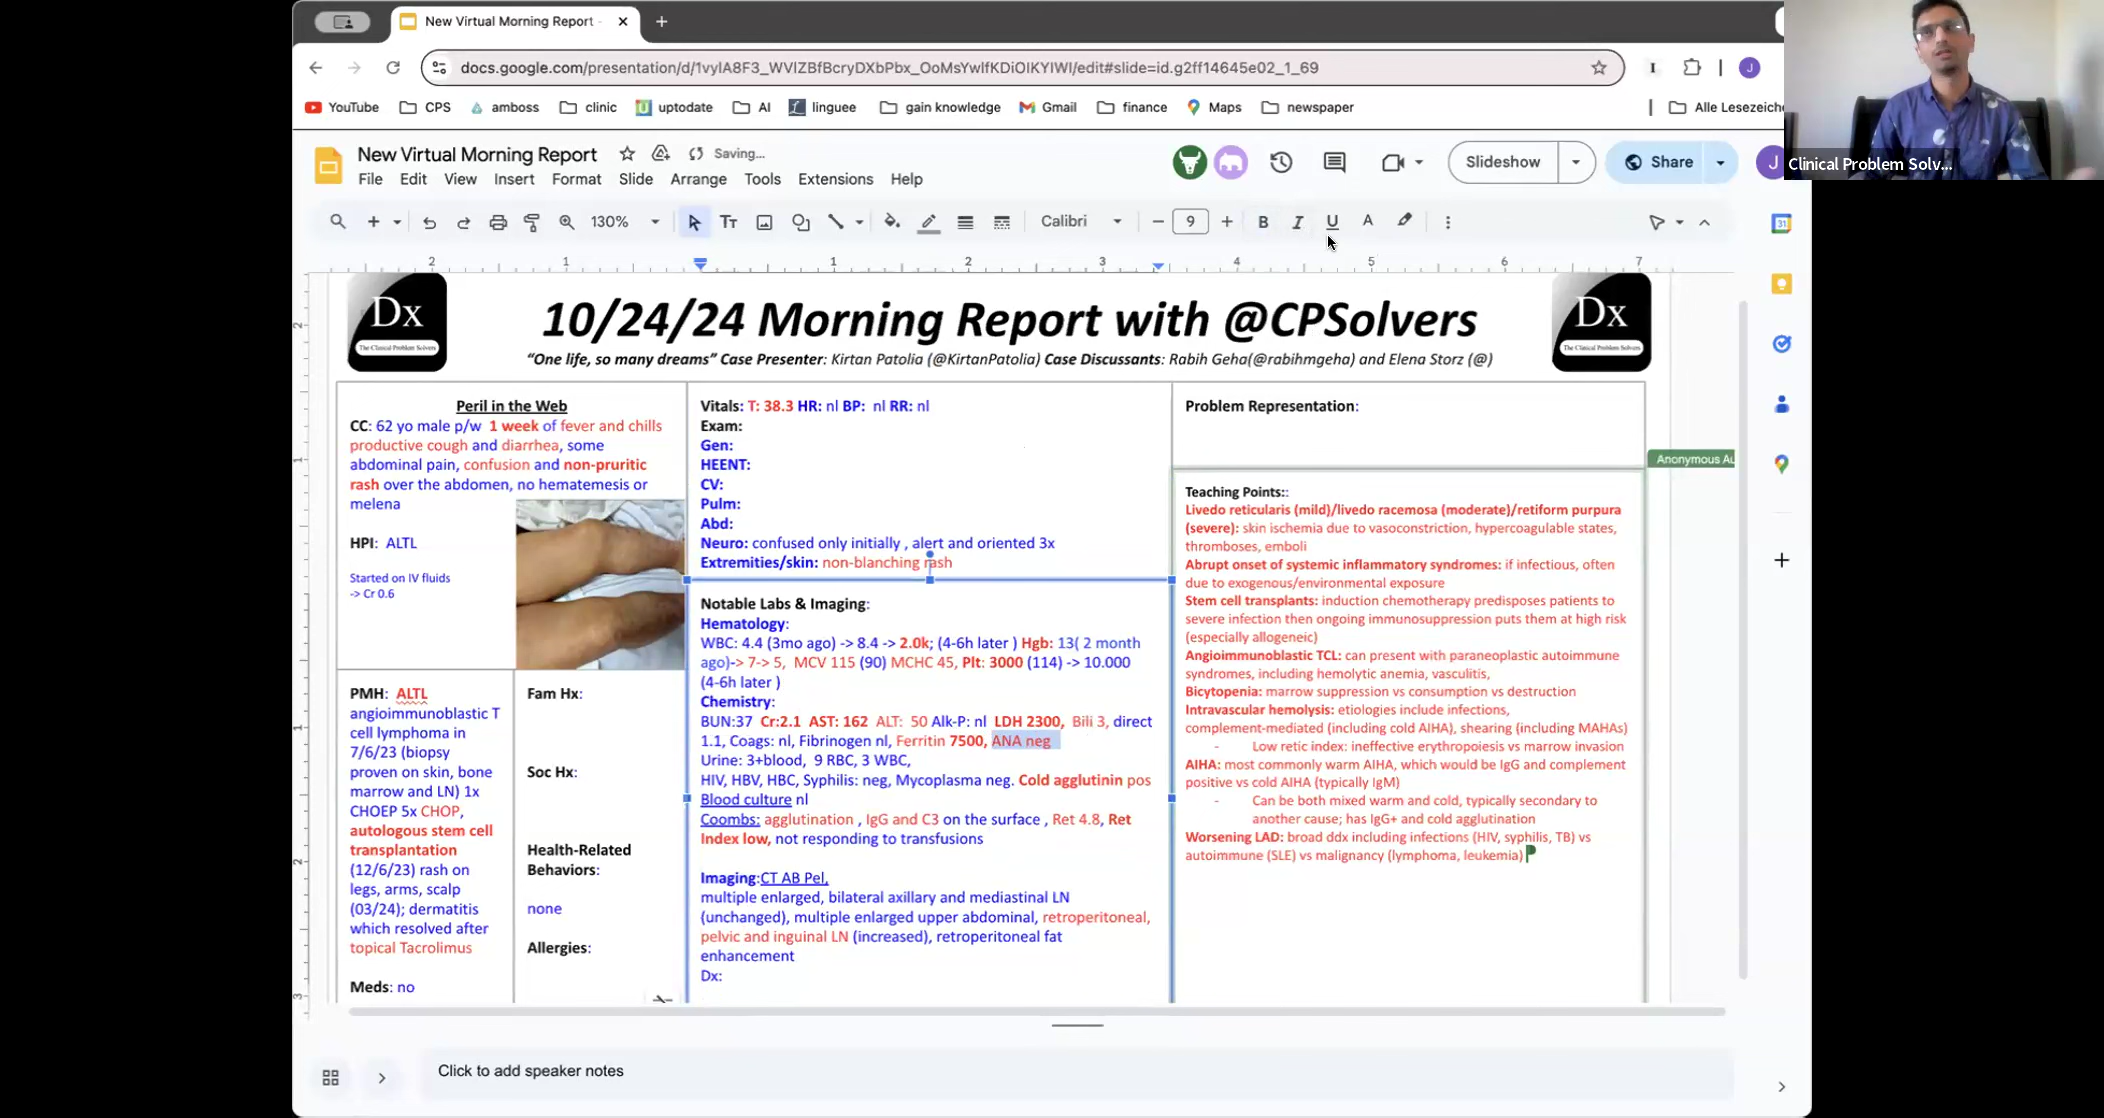 New Virtual Morning Report -
docs.google.com/presentation/d/1vylA8F3_WVIZBfBcryDXbPbx_OoMsYwlfKDiOlKYIWI/edit#slide=id.g2ff14645e02_1_69
YouTube CPS amboss clinic uptodate AI linguee gain knowledge Gmail finance Maps newspaper Alle Lesezeiche
New Virtual Morning Report Saving...
Slideshow Share J
Clinical Problem Solv...
File Edit View Insert Format Slide Arrange Tools Extensions Help
130% Calibri 9 B I U A
2 1 1 2 3 4 5 6 7
Dx
The Clinical Problem Solvers
10/24/24 Morning Report with @CPSolvers
"One life, so many dreams" Case Presenter: Kirtan Patolia (@KirtanPatolia) Case Discussants: Rabih Geha(@rabihmgeha) and Elena Storz (@)
Dx
The Clinical Problem Solvers
Peril in the Web
CC: 62 yo male p/w 1 week of fever and chills
productive cough and diarrhea, some
abdominal pain, confusion and non-pruritic
rash over the abdomen, no hematemesis or
melena
HPI: ALTL
Started on IV fluids
-> Cr 0.6
PMH: ALTL
angioimmunoblastic T
cell lymphoma in
7/6/23 (biopsy
proven on skin, bone
marrow and LN) 1x
CHOEP 5x CHOP,
autologous stem cell
transplantation
(12/6/23) rash on
legs, arms, scalp
(03/24); dermatitis
which resolved after
topical Tacrolimus
Meds: no
Fam Hx:
Soc Hx:
Health-Related
Behaviors:
none
Allergies:
Vitals: T: 38.3 HR: nl BP: nl RR: nl
Exam:
Gen:
HEENT:
CV:
Pulm:
Abd:
Neuro: confused only initially , alert and oriented 3x
Extremities/skin: non-blanching rash
Notable Labs & Imaging:
Hematology:
WBC: 4.4 (3mo ago) -> 8.4 -> 2.0k; (4-6h later ) Hgb: 13( 2 month
ago)-> 7-> 5, MCV 115 (90) MCHC 45, Plt: 3000 (114) -> 10.000
(4-6h later )
Chemistry:
BUN:37 Cr:2.1 AST: 162 ALT: 50 Alk-P: nl LDH 2300, Bili 3, direct
1.1, Coags: nl, Fibrinogen nl, Ferritin 7500, ANA neg
Urine: 3+blood, 9 RBC, 3 WBC,
HIV, HBV, HBC, Syphilis: neg, Mycoplasma neg. Cold agglutinin pos
Blood culture nl
Coombs: agglutination , IgG and C3 on the surface , Ret 4.8, Ret
Index low, not responding to transfusions
Imaging:CT AB Pel,
multiple enlarged, bilateral axillary and mediastinal LN
(unchanged), multiple enlarged upper abdominal, retroperitoneal,
pelvic and inguinal LN (increased), retroperitoneal fat
enhancement
Dx:
Problem Representation:
Anonymous Au
Teaching Points::
Livedo reticularis (mild)/livedo racemosa (moderate)/retiform purpura
(severe): skin ischemia due to vasoconstriction, hypercoagulable states,
thromboses, emboli
Abrupt onset of systemic inflammatory syndromes: if infectious, often
due to exogenous/environmental exposure
Stem cell transplants: induction chemotherapy predisposes patients to
severe infection then ongoing immunosuppression puts them at high risk
(especially allogeneic)
Angioimmunoblastic TCL: can present with paraneoplastic autoimmune
syndromes, including hemolytic anemia, vasculitis,
Bicytopenia: marrow suppression vs consumption vs destruction
Intravascular hemolysis: etiologies include infections,
complement-mediated (including cold AIHA), shearing (including MAHAs)
- Low retic index: ineffective erythropoiesis vs marrow invasion
AIHA: most commonly warm AIHA, which would be IgG and complement
positive vs cold AIHA (typically IgM)
- Can be both mixed warm and cold, typically secondary to
another cause; has IgG+ and cold agglutination
Worsening LAD: broad ddx including infections (HIV, syphilis, TB) vs
autoimmune (SLE) vs malignancy (lymphoma, leukemia)
Click to add speaker notes